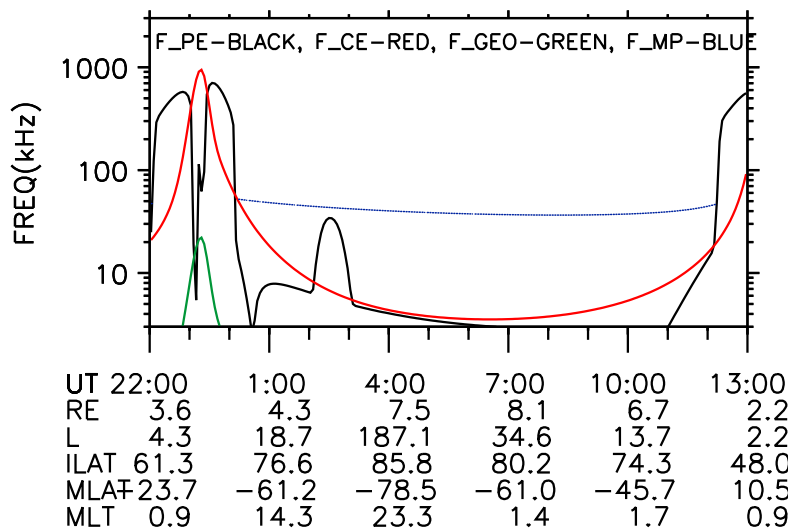 F_PE-BLACK, F_CE-RED, F_GEO-GREEN, F_MP-BLUE
1000
100
10
FREQ(kHz)
UT 22:00 1:00 4:00 7:00 10:00 13:00
RE 3.6 4.3 7.5 8.1 6.7 2.2
L 4.3 18.7 187.1 34.6 13.7 2.2
ILAT 61.3 76.6 85.8 80.2 74.3 48.0
MLAT -23.7 -61.2 -78.5 -61.0 -45.7 10.5
MLT 0.9 14.3 23.3 1.4 1.7 0.9